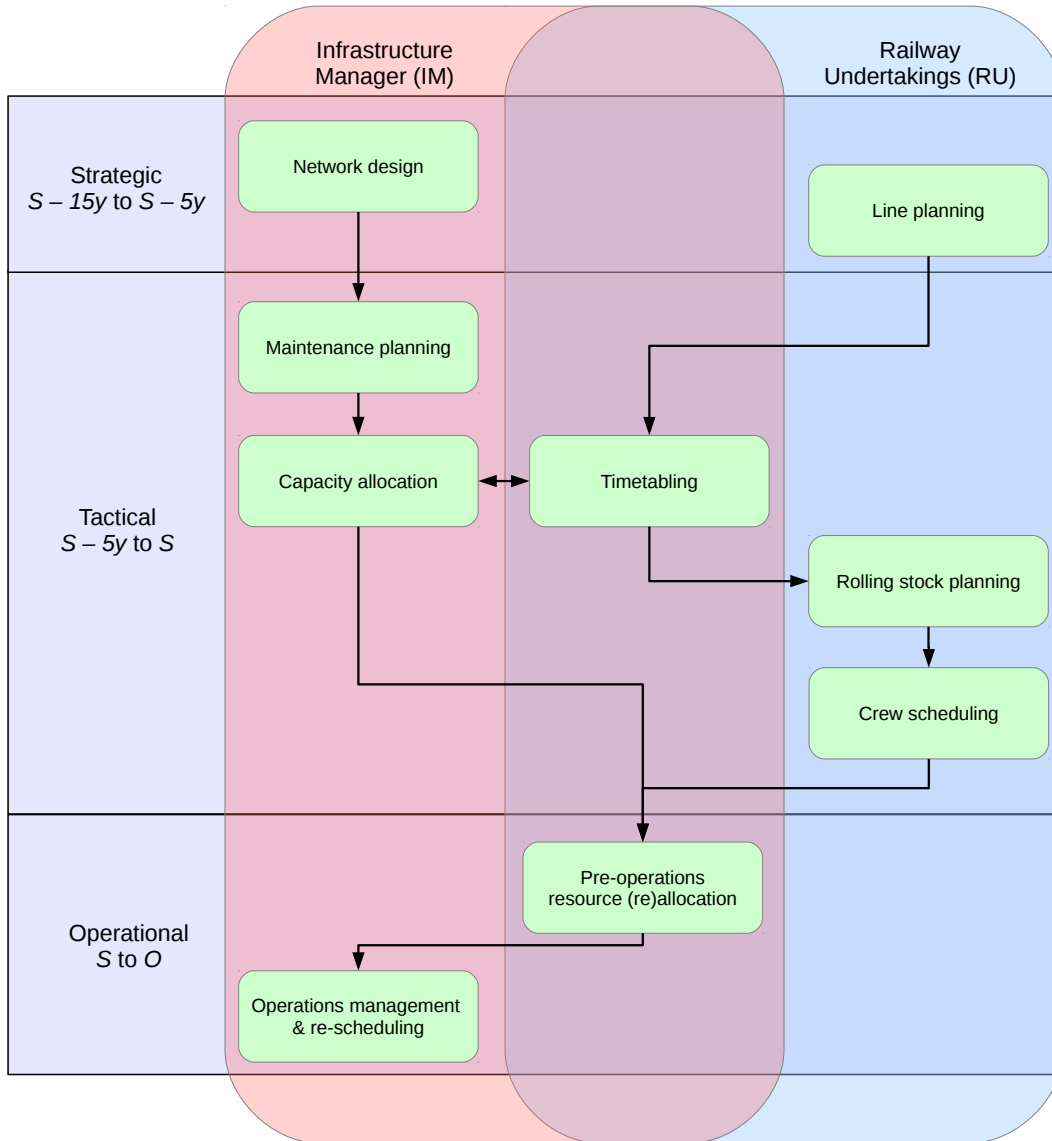 Infrastructure
Manager (IM)
Railway
Undertakings (RU)
Strategic
S – 15y to S – 5y
Network design
Line planning
Tactical
S – 5y to S
Maintenance planning
Capacity allocation
Timetabling
Rolling stock planning
Crew scheduling
Operational
S to O
Pre-operations
resource (re)allocation
Operations management
& re-scheduling